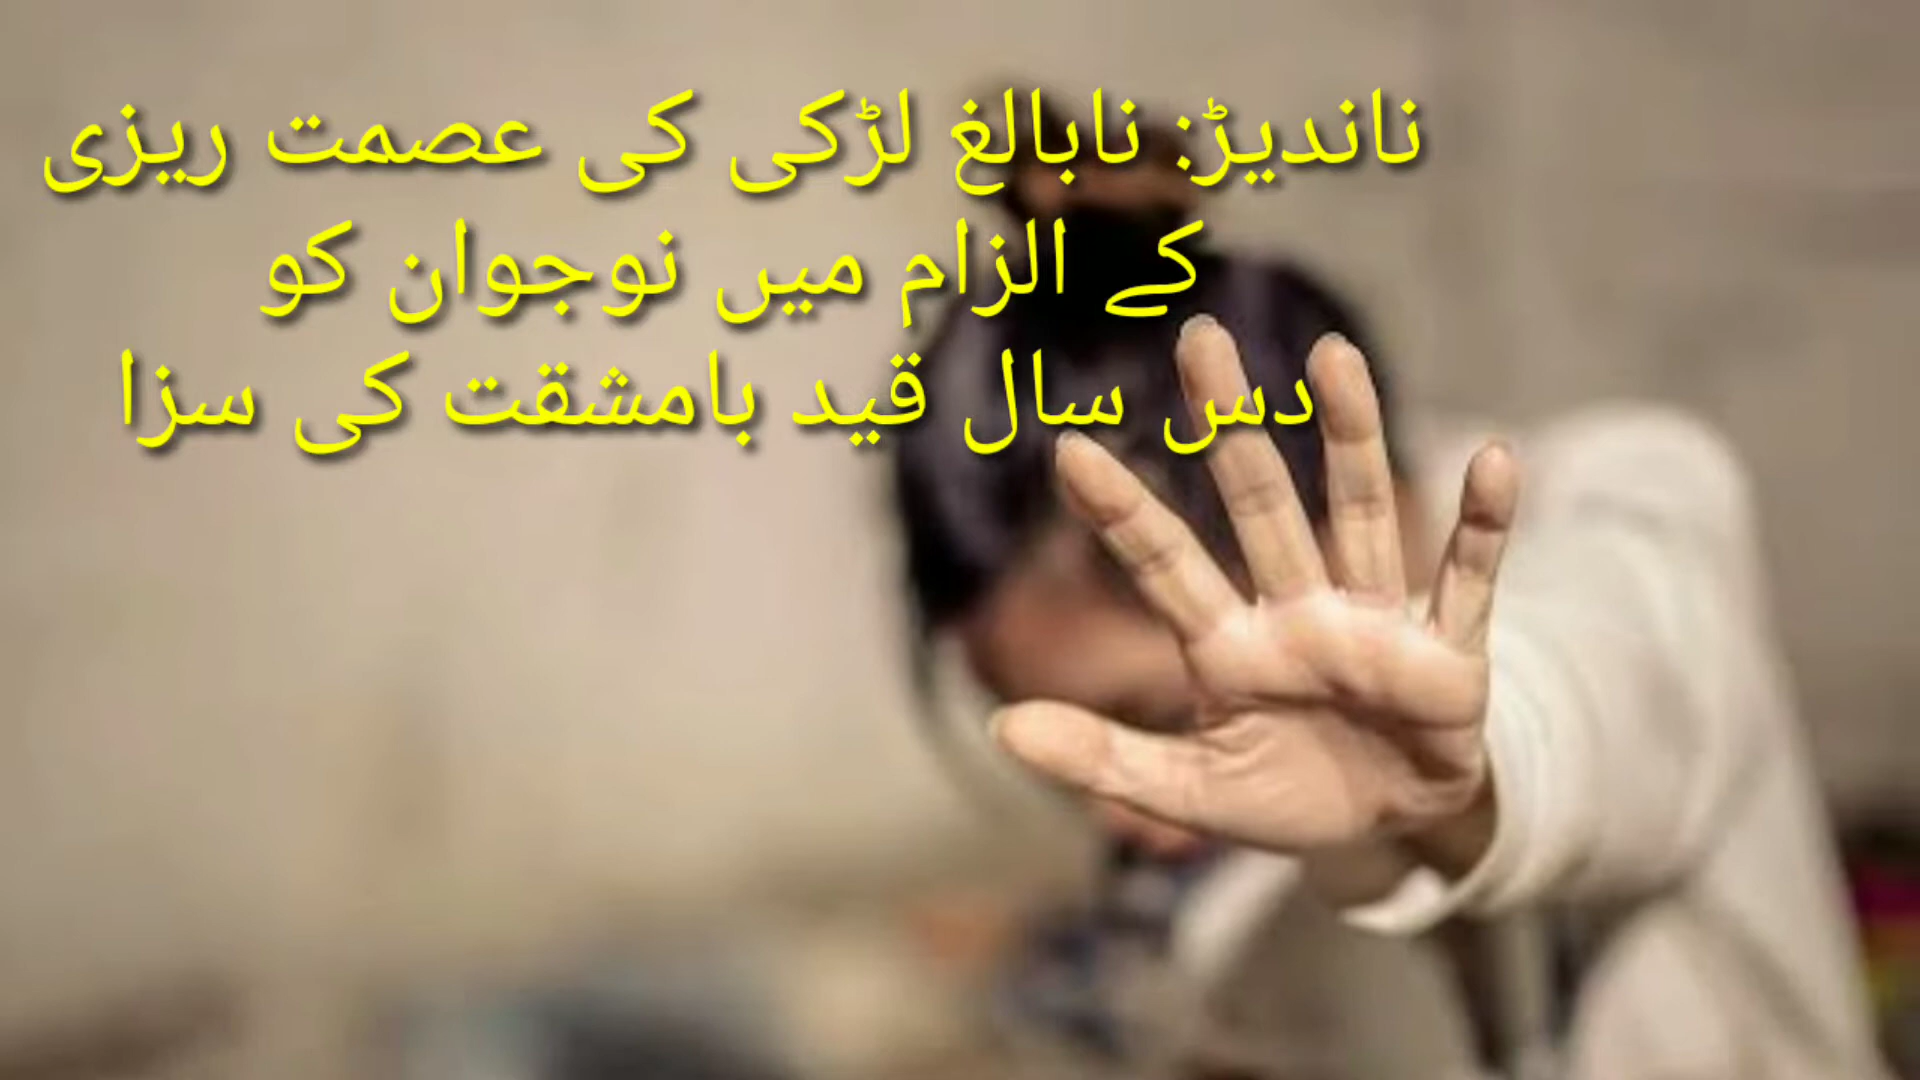 ناندیڑ: نابالغ لڑکی کی عصمت ریزی
کے الزام میں نوجوان کو
دس سال قید بامشقت کی سزا